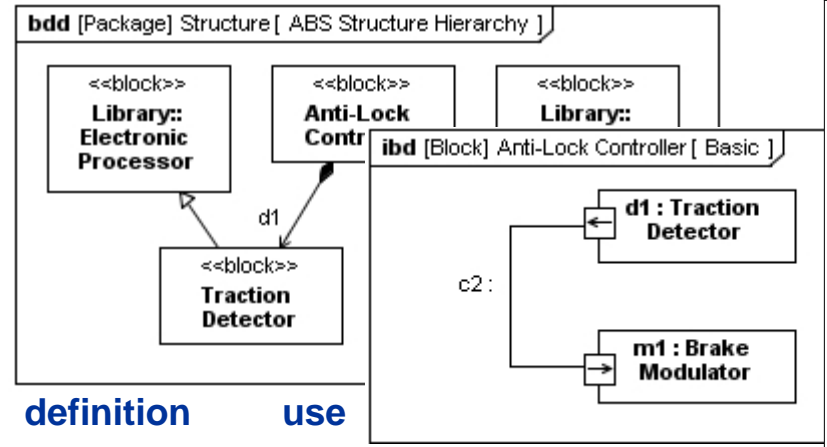 bdd [Package] Structure [ ABS Structure Hierarchy ]
<<block>>
Library::
Electronic
Processor
<<block>>
Anti-Lock
<<block>>
Library::
d1
<<block>>
Traction
Detector
ibd [Block] Anti-Lock Controller [ Basic ]
d1 : Traction
Detector
c2 :
m1 : Brake
Modulator
definition use